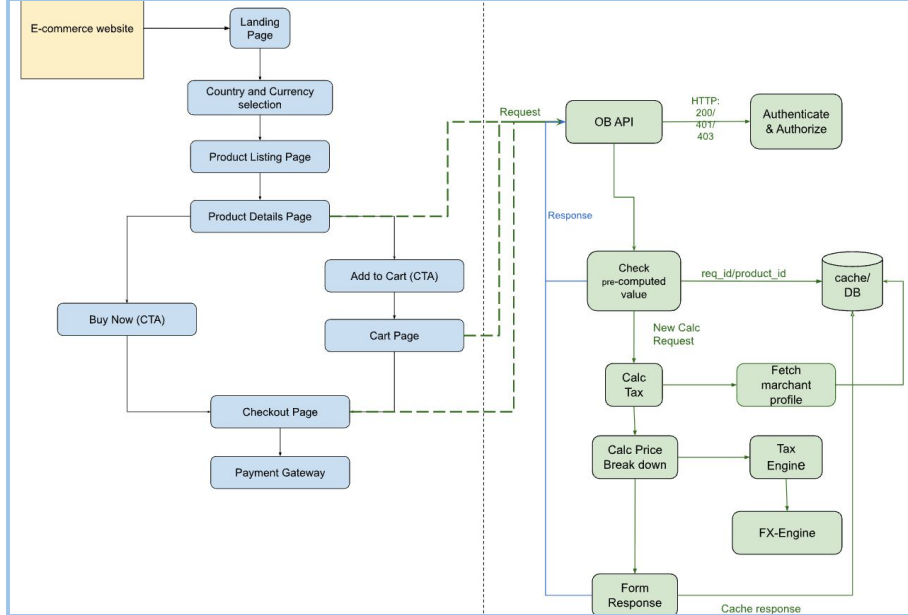 E-commerce website
Landing
Page
Country and Currency
selection
Product Listing Page
Product Details Page
Add to Cart (CTA)
Buy Now (CTA)
Cart Page
Checkout Page
Payment Gateway
Request
Response
OB API
HTTP:
200/
401/
403
Authenticate
& Authorize
Check
pre-computed
value
req_id/product_id
cache/
DB
New Calc
Request
Calc
Tax
Fetch
marchant
profile
Calc Price
Break down
Tax
Engine
FX-Engine
Form
Response
Cache response